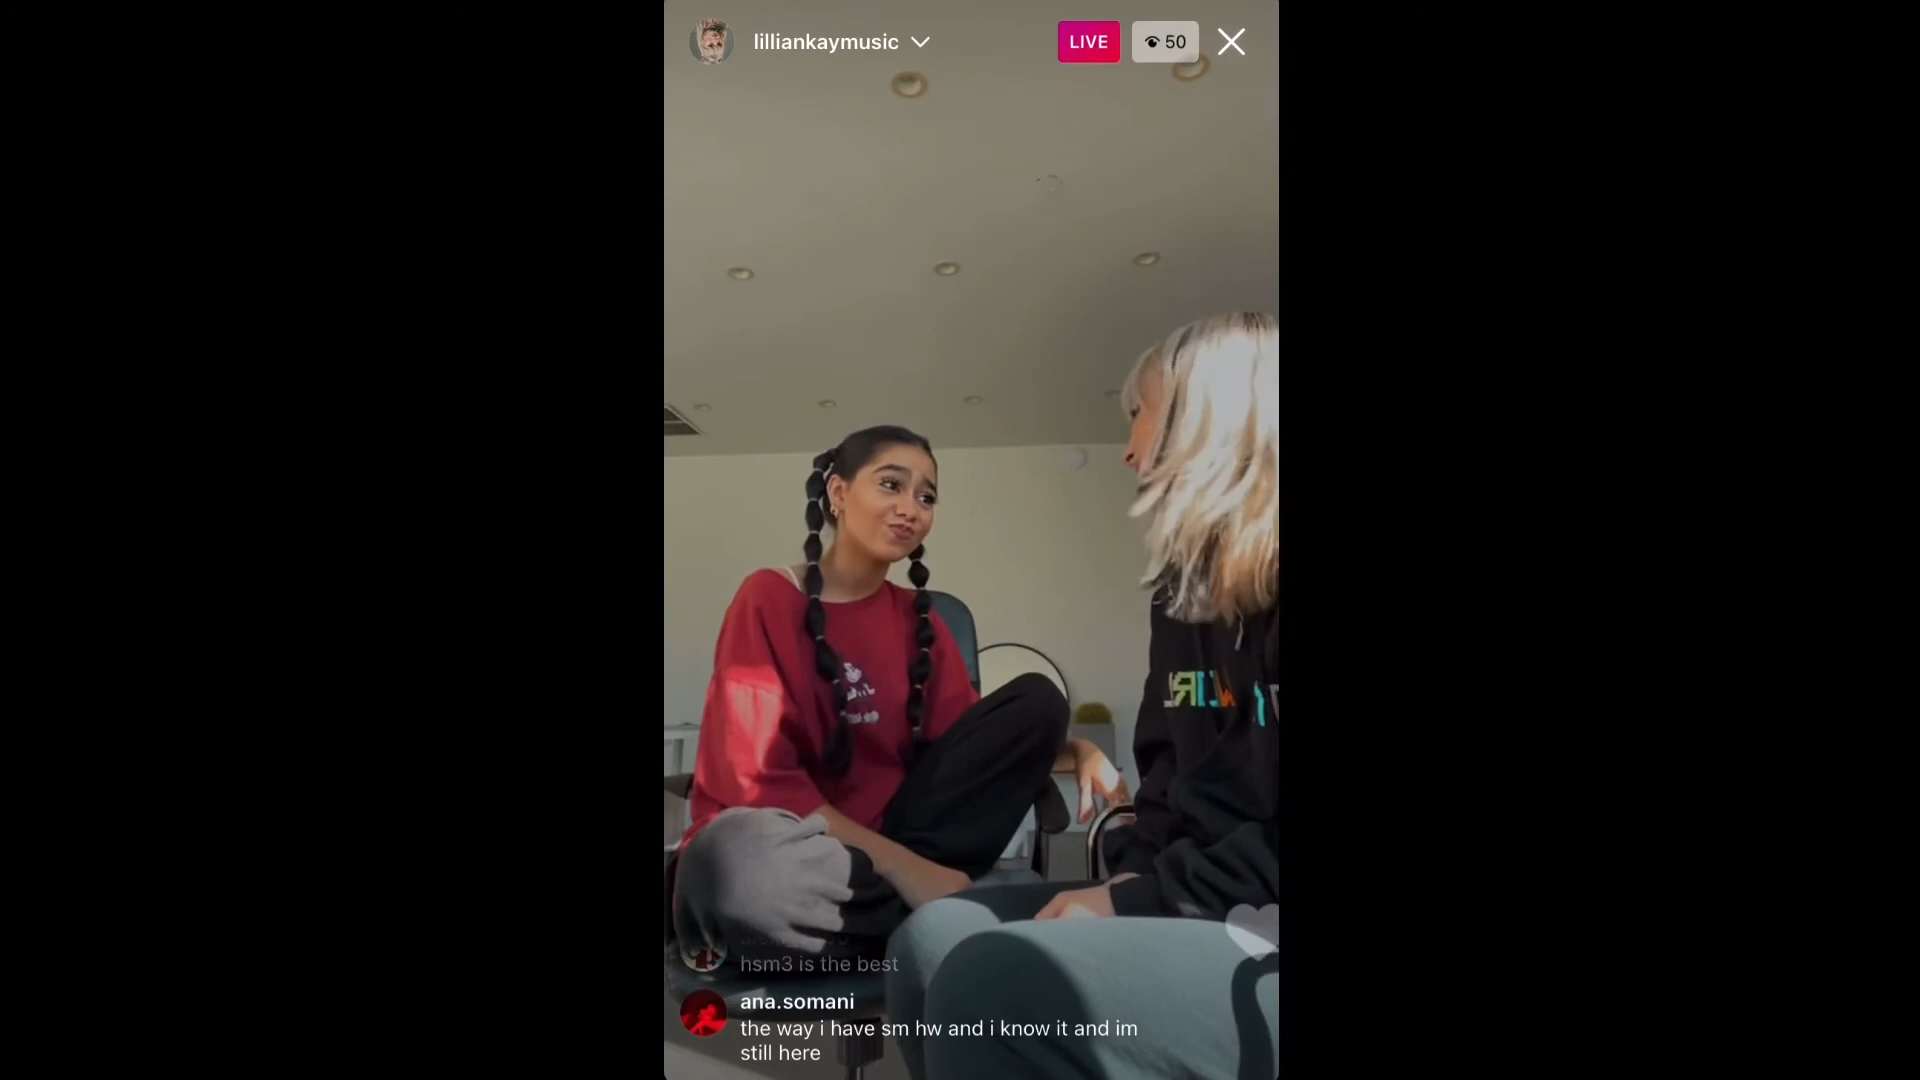 lilliankaymusic
LIVE
50
hsm3 is the best
ana.somani
the way i have sm hw and i know it and im
still here